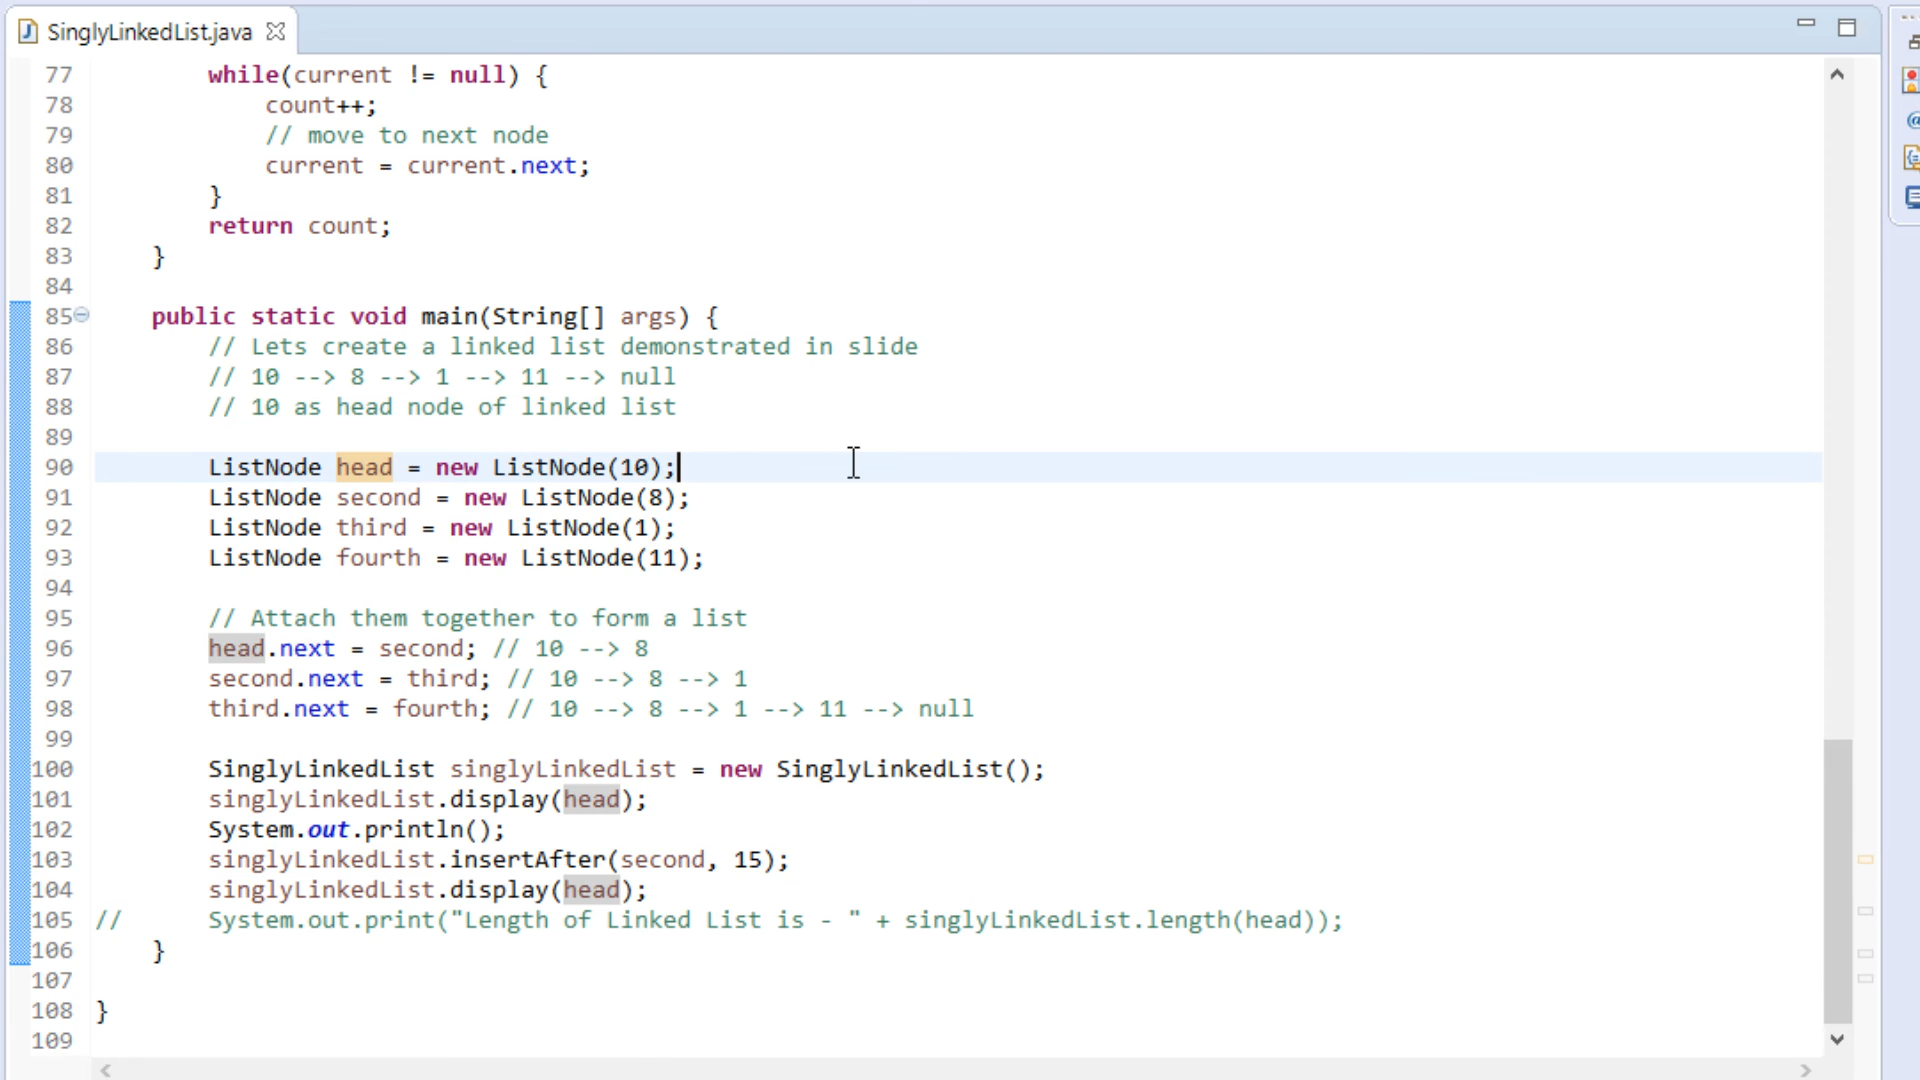 SinglyLinkedList.java
77 while(current != null) {
78 count++;
79 // move to next node
80 current = current.next;
81 }
82 return count;
83 }
84
85 public static void main(String[] args) {
86 // Lets create a linked list demonstrated in slide
87 // 10 --> 8 --> 1 --> 11 --> null
88 // 10 as head node of linked list
89
90 ListNode head = new ListNode(10);
91 ListNode second = new ListNode(8);
92 ListNode third = new ListNode(1);
93 ListNode fourth = new ListNode(11);
94
95 // Attach them together to form a list
96 head.next = second; // 10 --> 8
97 second.next = third; // 10 --> 8 --> 1
98 third.next = fourth; // 10 --> 8 --> 1 --> 11 --> null
99
100 SinglyLinkedList singlyLinkedList = new SinglyLinkedList();
101 singlyLinkedList.display(head);
102 System.out.println();
103 singlyLinkedList.insertAfter(second, 15);
104 singlyLinkedList.display(head);
105 // System.out.print("Length of Linked List is - " + singlyLinkedList.length(head));
106 }
107
108 }
109